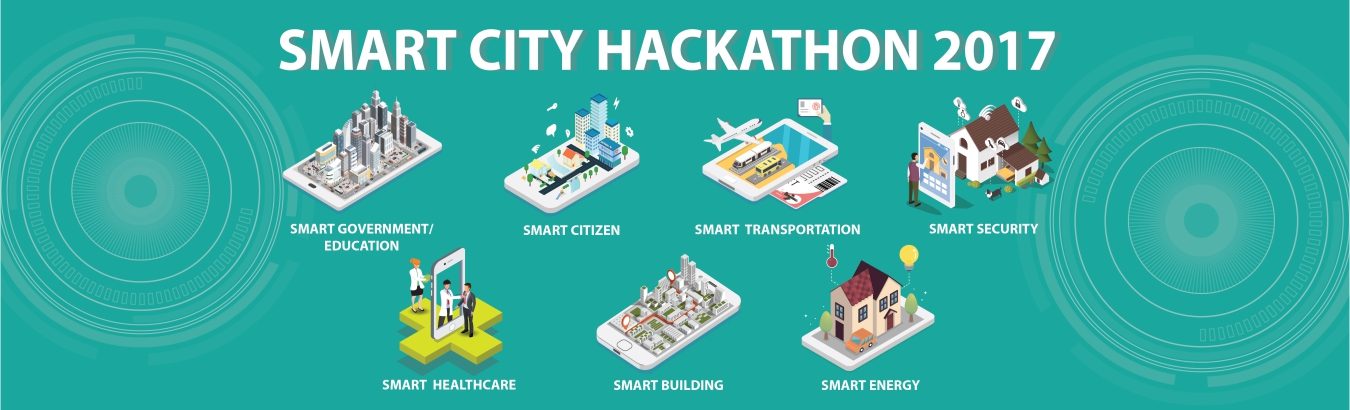 SMART CITY HACKATHON 2017
SMART GOVERNMENT/
EDUCATION
SMART CITIZEN
SMART TRANSPORTATION
SMART SECURITY
SMART HEALTHCARE
SMART BUILDING
SMART ENERGY